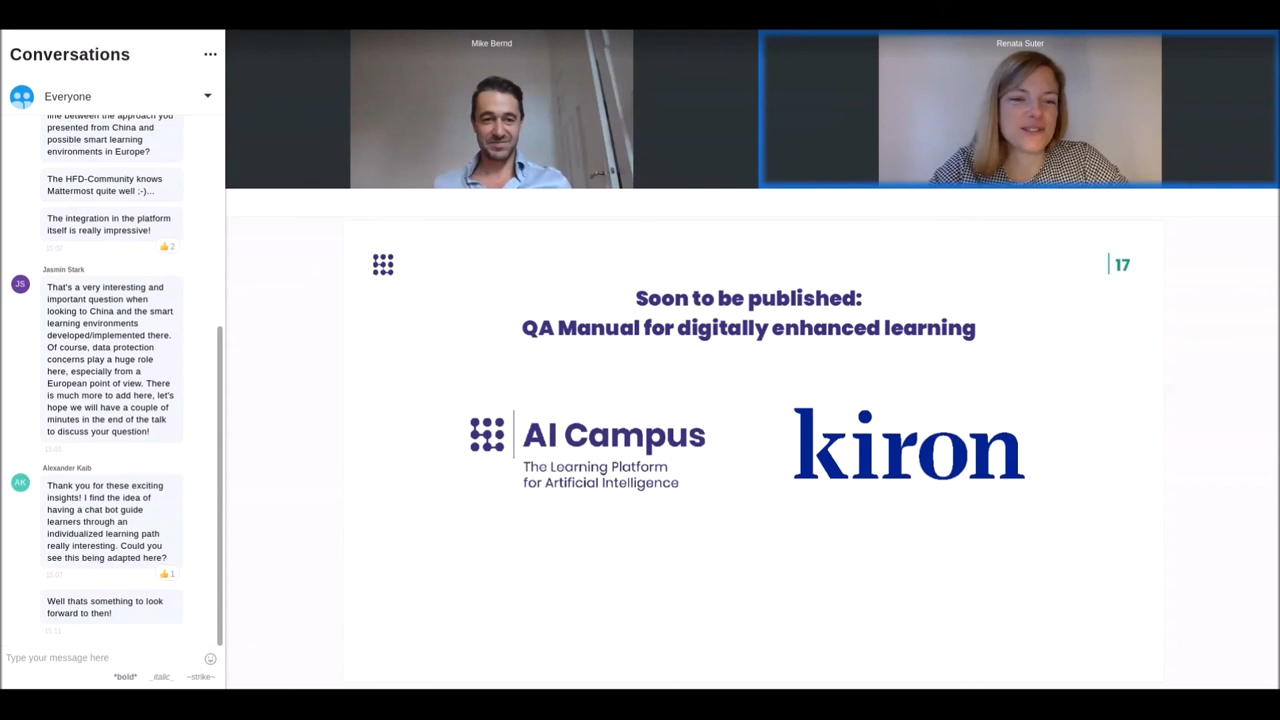 Conversations
Everyone
line between the approach you
presented from China and
possible smart learning
environments in Europe?
The HFD-Community knows
Mattermost quite well ;-)...
The integration in the platform
itself is really impressive!
15:02
👍2
Jasmin Stark
JS
That's a very interesting and
important question when
looking to China and the smart
learning environments
developed/implemented there.
Of course, data protection
concerns play a huge role
here, especially from a
European point of view. There
is much more to add here, let's
hope we will have a couple of
minutes in the end of the talk
to discuss your question!
Alexander Kaib
AK
Thank you for these exciting
insights! I find the idea of
having a chat bot guide
learners through an
individualized learning path
really interesting. Could you
see this being adapted here?
15:07
👍1
Well thats something to look
forward to then!
15:11
Type your message here
*bold* _italic_ ~strike~
Mike Bernd
Renata Suter
17
Soon to be published:
QA Manual for digitally enhanced learning
AI Campus
The Learning Platform
for Artificial Intelligence
kiron